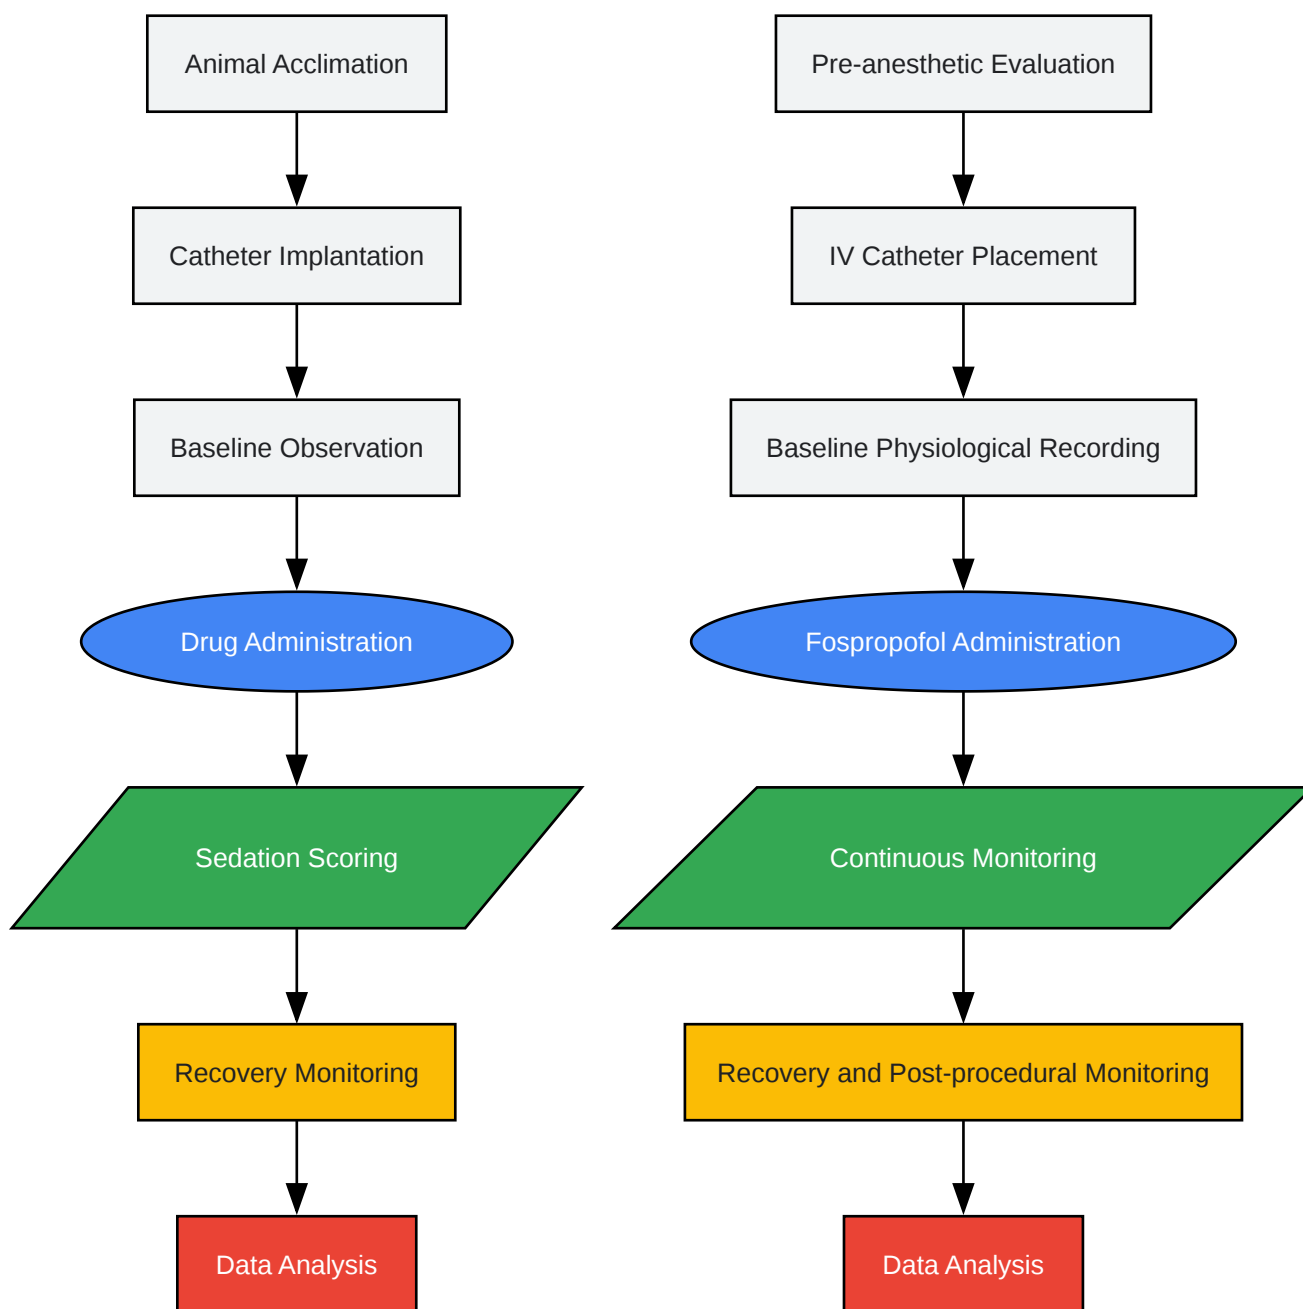 Animal Acclimation
Catheter Implantation
Baseline Observation
Drug Administration
Sedation Scoring
Recovery Monitoring
Data Analysis
Pre-anesthetic Evaluation
IV Catheter Placement
Baseline Physiological Recording
Fospropofol Administration
Continuous Monitoring
Recovery and Post-procedural Monitoring
Data Analysis